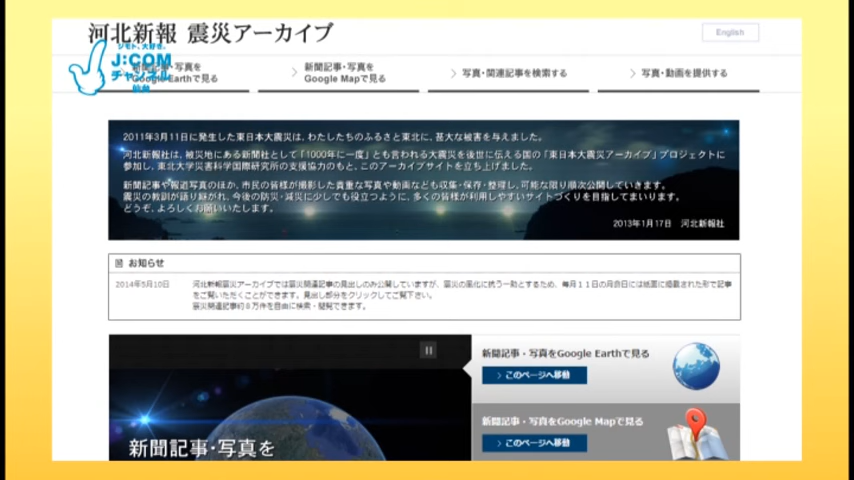 河北新報 震災アーカイブ
English
ジモト、大好き。
J:COM
チャンネル
仙台
新聞記事・写真を
Google Earthで見る
新聞記事・写真を
Google Mapで見る
写真・関連記事を検索する
写真・動画を提供する
2011年3月11日に発生した東日本大震災は、わたしたちのふるさと東北に、甚大な被害を与えました。
河北新報社は、被災地にある新聞社として「1000年に一度」とも言われる大震災を後世に伝える国の「東日本大震災アーカイブ」プロジェクトに
参加し、東北大学災害科学国際研究所の支援協力のもと、このアーカイブサイトを立ち上げました。
新聞記事や報道写真のほか、市民の皆様が撮影した貴重な写真や動画なども収集・保存・整理し、可能な限り順次公開していきます。
震災の教訓が語り継がれ、今後の防災・減災に少しでも役立つように、多くの皆様が利用しやすいサイトづくりを目指してまいります。
どうぞ、よろしくお願いいたします。
2013年1月17日 河北新報社
お知らせ
2014年5月10日 河北新報震災アーカイブでは震災関連記事の見出しのみ公開していますが、震災の風化に抗う一助とするため、毎月11日の月命日には紙面に掲載された形で記事
をご覧いただくことができます。見出し部分をクリックしてご覧下さい。
震災関連記事約8万件を自由に検索・閲覧できます。
新聞記事・写真をGoogle Earthで見る
このページへ移動
新聞記事・写真をGoogle Mapで見る
このページへ移動
新聞記事・写真を